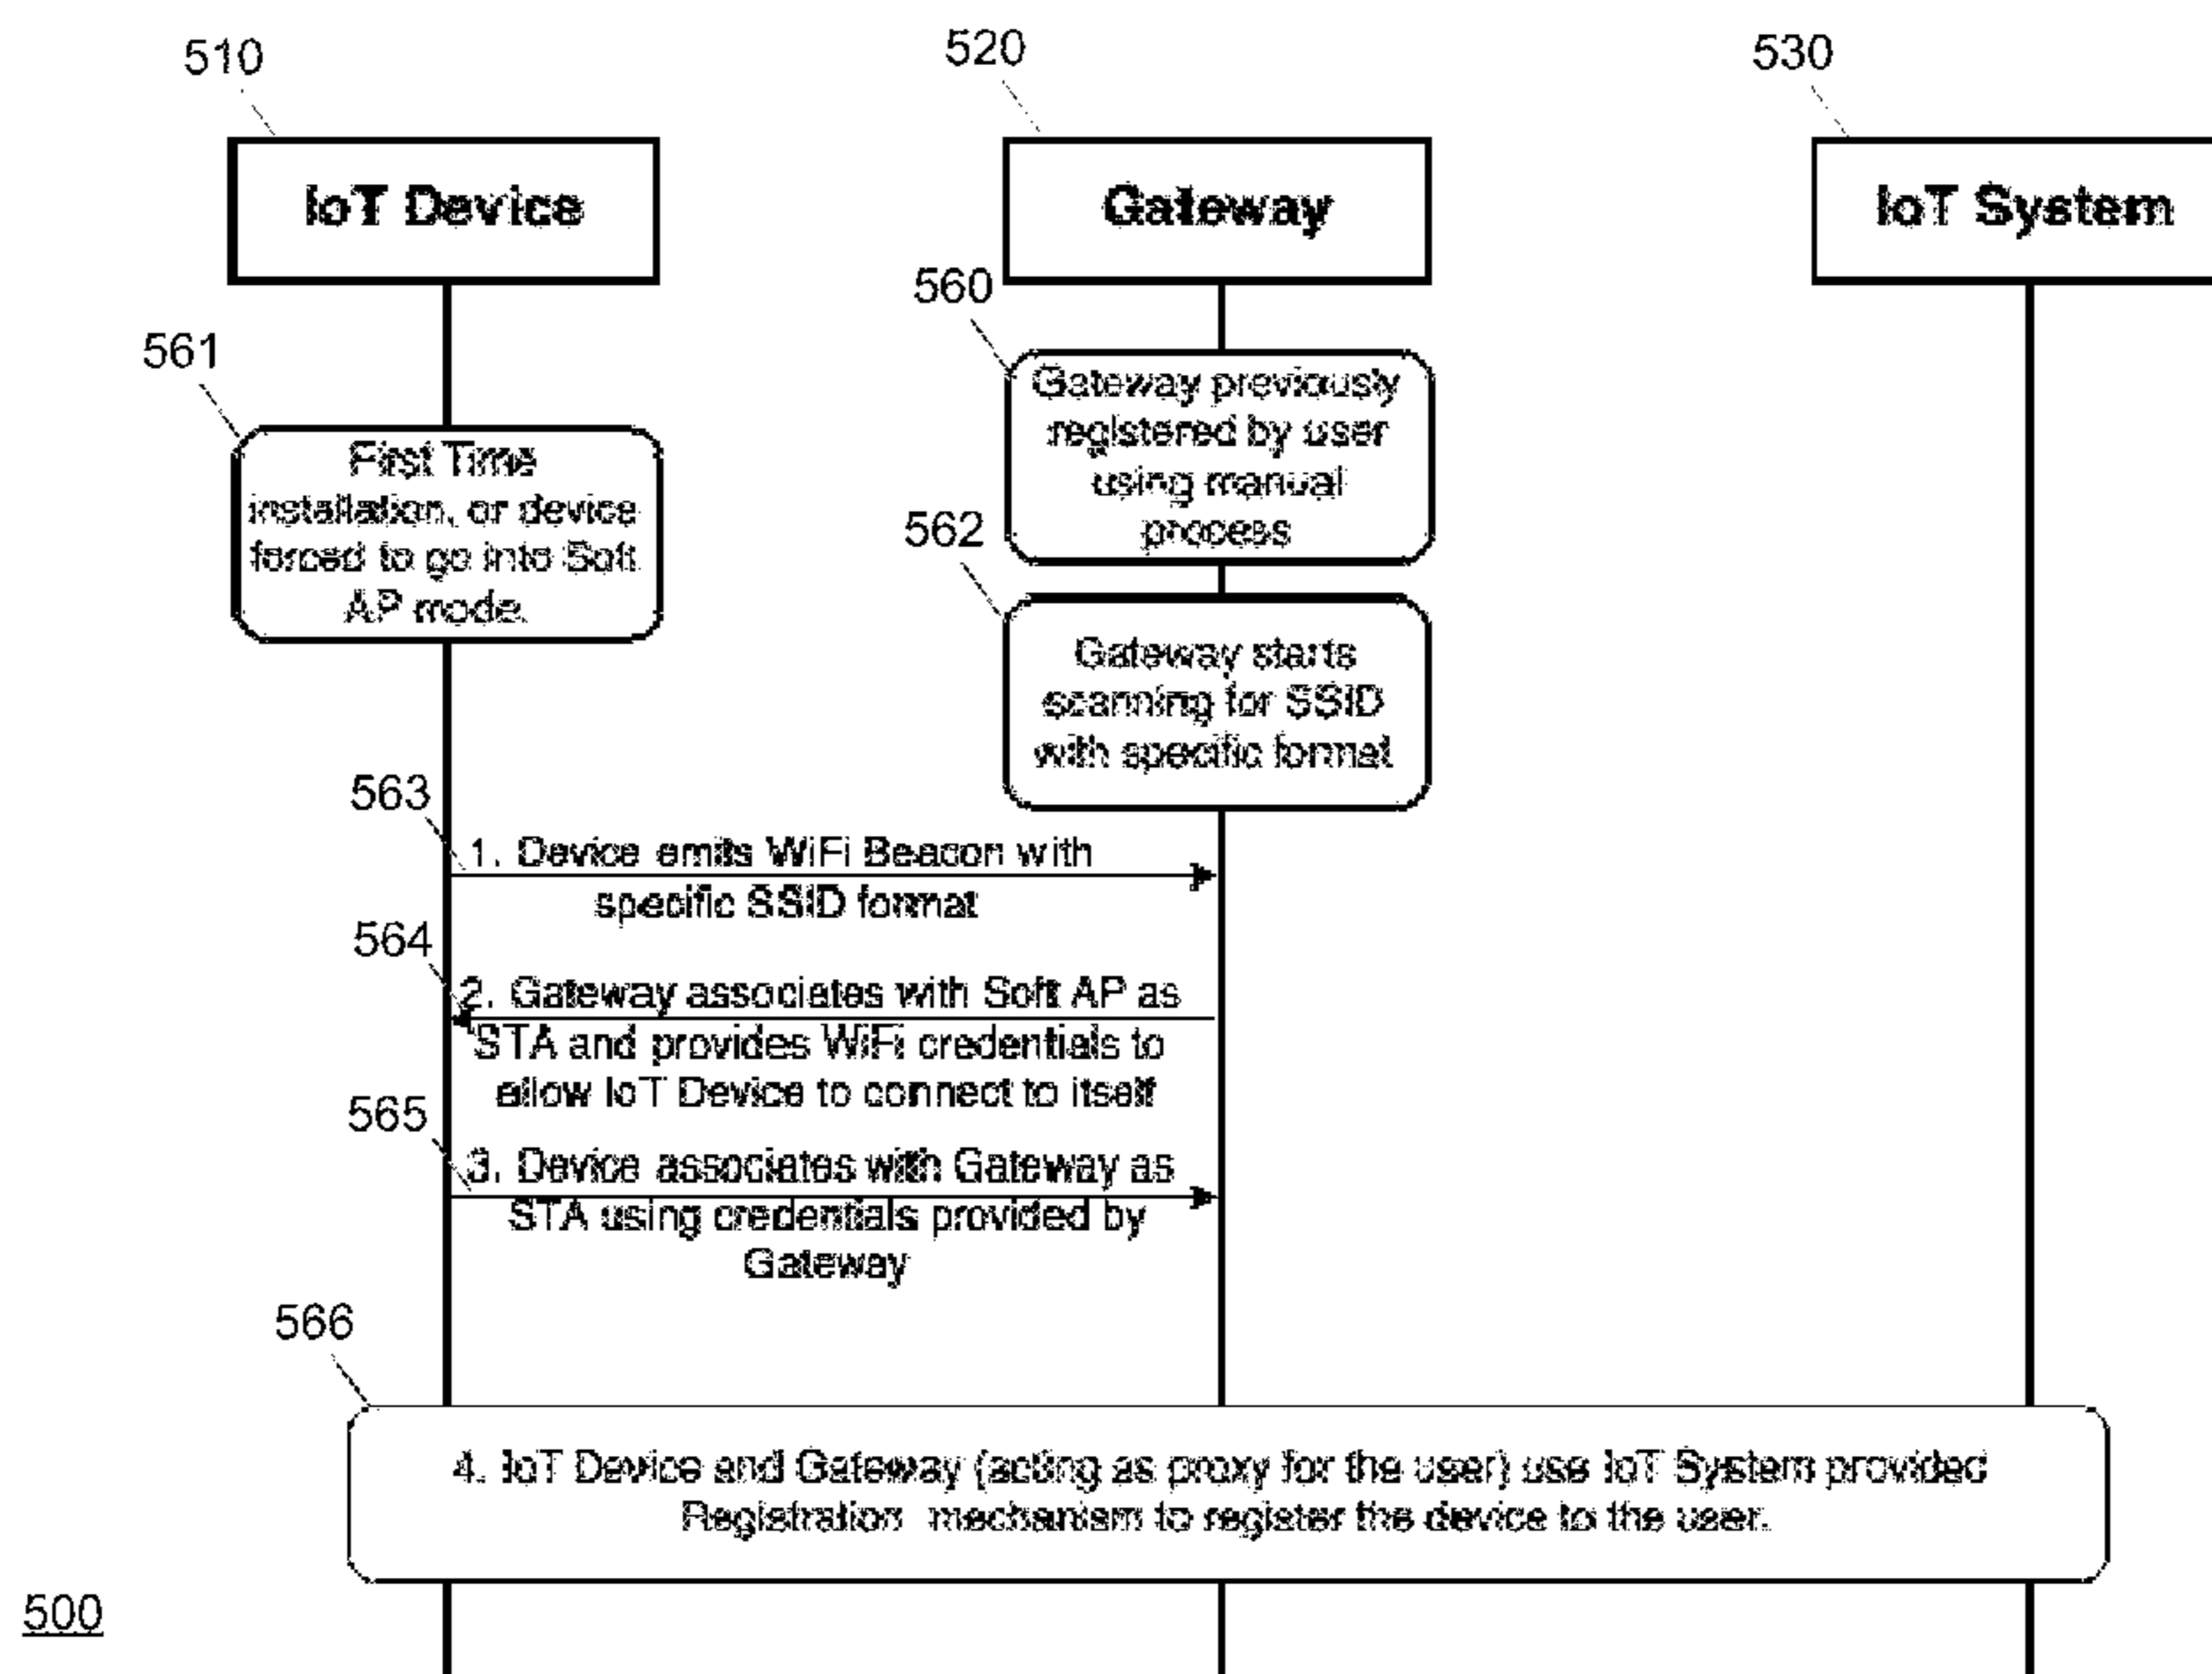 510
520
530
IoT Device
Gateway
IoT System
560
561
Gateway previously
registered by user
using manual
process
First Time
installation, or device
forced to go into Soft
AP mode.
562
Gateway starts
scanning for SSID
with specific format
563
1. Device emits WiFi Beacon with
specific SSID format
564
2. Gateway associates with Soft AP as
STA and provides WiFi credentials to
allow IoT Device to connect to itself
565
3. Device associates with Gateway as
STA using credentials provided by
Gateway
566
4. IoT Device and Gateway (acting as proxy for the user) use IoT System provided
Registration mechanism to register the device to the user.
500